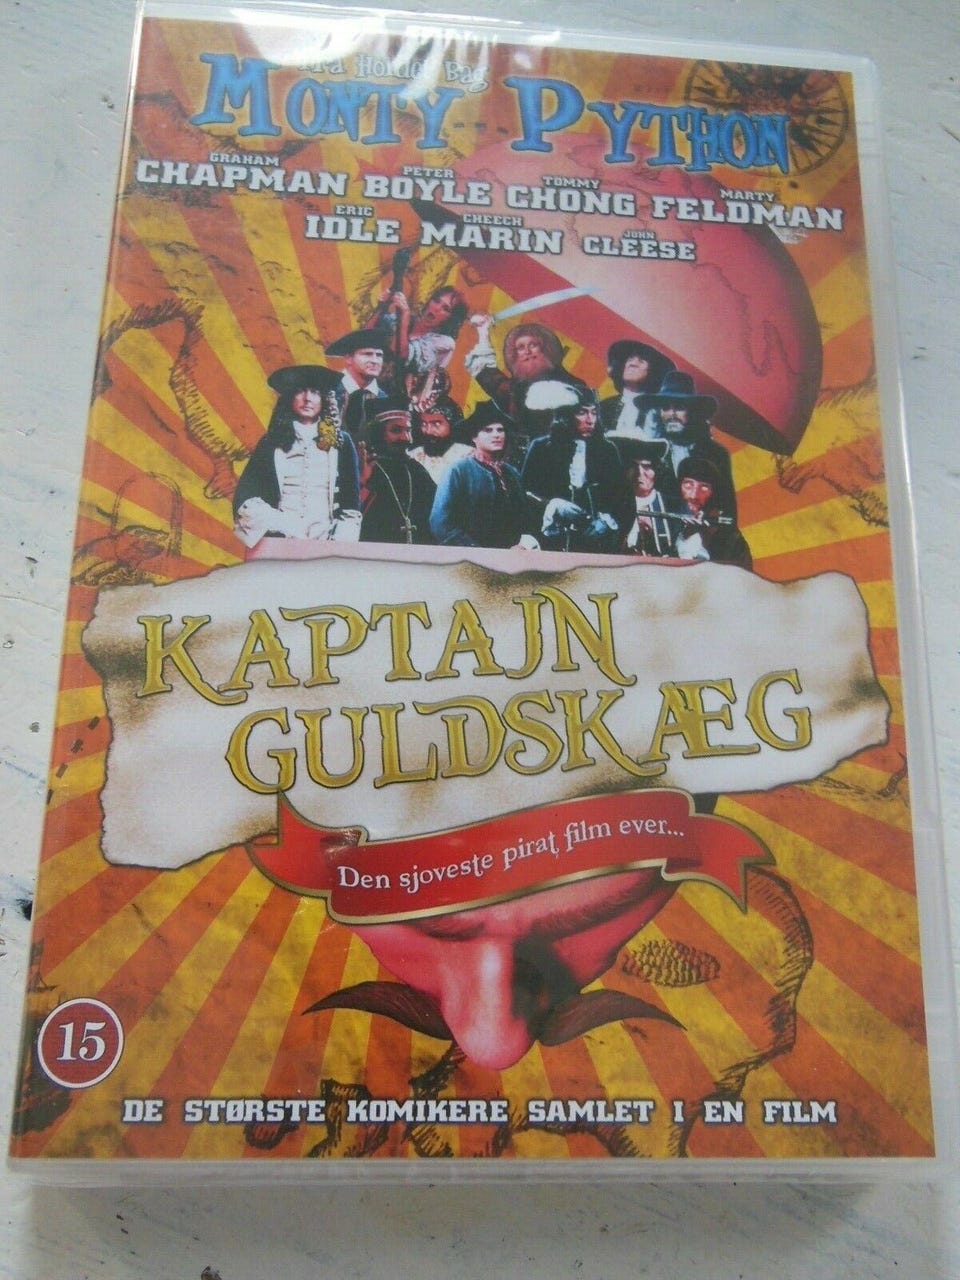 Fra Holdet Bag
MONTY PYTHON
GRAHAM PETER TOMMY MARTY
CHAPMAN BOYLE CHONG FELDMAN
ERIC CHEECH JOHN
IDLE MARIN CLEESE
KAPTAJN
GULDSKÆG
Den sjoveste pirat film ever...
15
DE STØRSTE KOMIKERE SAMLET I EN FILM